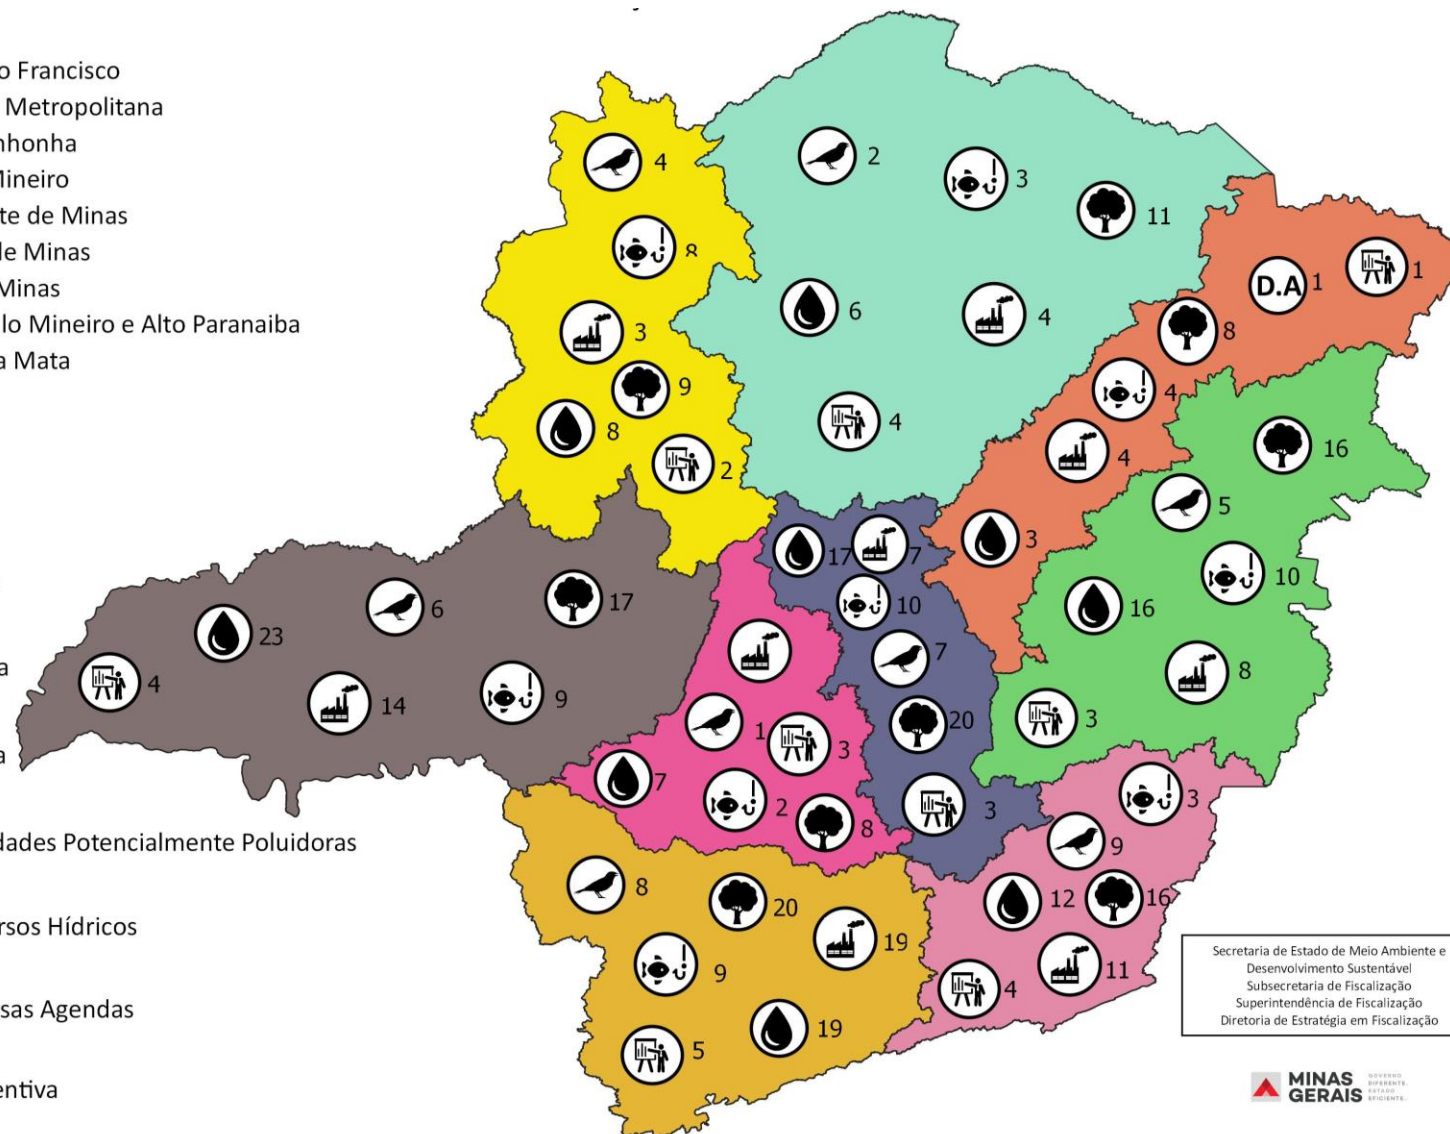 o Francisco
Metropolitana
nhonha
Mineiro
te de Minas
de Minas
Minas
lo Mineiro e Alto Paranaiba
a Mata
a
a
dades Potencialmente Poluidoras
rsos Hídricos
sas Agendas
entiva
4
8
3
9
8
2
2
3
11
6
4
4
D.A 1
1
8
4
4
3
16
5
10
16
8
3
17
7
10
7
20
3
17
6
23
4
14
9
1
3
7
2
8
8
20
19
9
19
5
3
9
12
16
11
4
Secretaria de Estado de Meio Ambiente e
Desenvolvimento Sustentável
Subsecretaria de Fiscalização
Superintendência de Fiscalização
Diretoria de Estratégia em Fiscalização
MINAS
GERAIS
GOVERNO
DIFERENTE.
ESTADO
EFICIENTE.